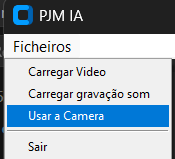 PJM IA
Ficheiros
Carregar Video
Carregar gravação som
Usar a Camera
Sair